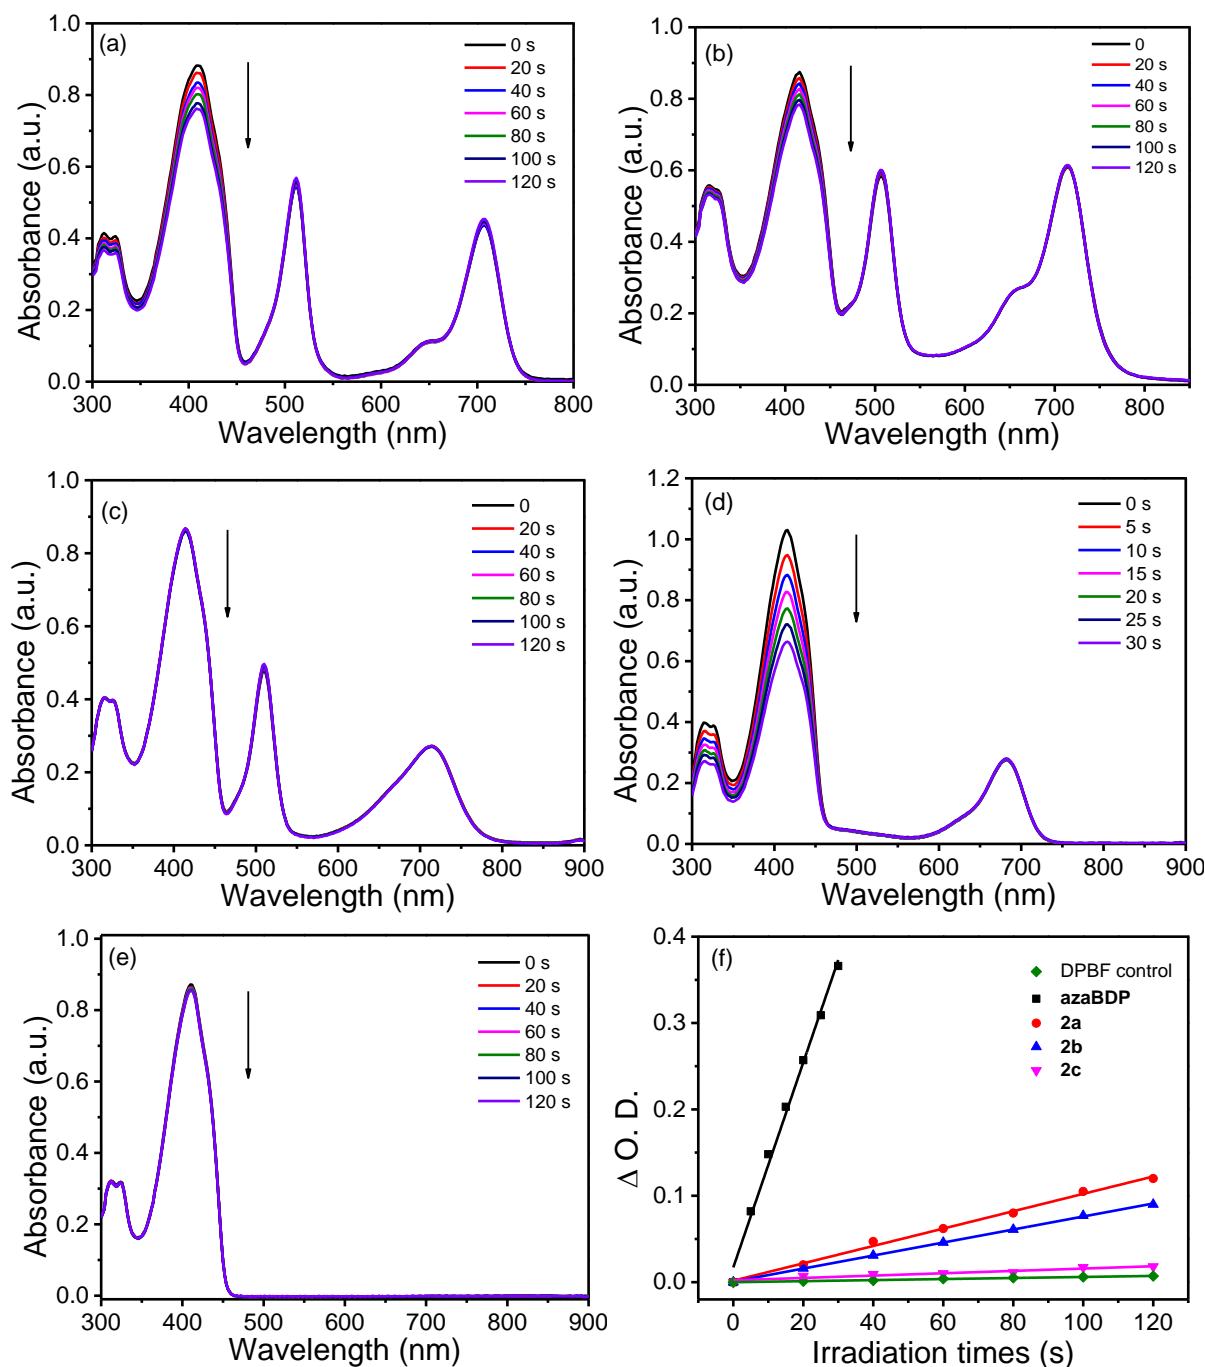 (a)
Absorbance (a.u.)
1.0
0.8
0.6
0.4
0.2
0.0
0 s
20 s
40 s
60 s
80 s
100 s
120 s
300 400 500 600 700 800
Wavelength (nm)
(b)
Absorbance (a.u.)
1.0
0.8
0.6
0.4
0.2
0.0
0
20 s
40 s
60 s
80 s
100 s
120 s
300 400 500 600 700 800
Wavelength (nm)
(c)
Absorbance (a.u.)
1.0
0.8
0.6
0.4
0.2
0.0
0
20 s
40 s
60 s
80 s
100 s
120 s
300 400 500 600 700 800 900
Wavelength (nm)
(d)
Absorbance (a.u.)
1.2
1.0
0.8
0.6
0.4
0.2
0.0
0 s
5 s
10 s
15 s
20 s
25 s
30 s
300 400 500 600 700 800 900
Wavelength (nm)
(e)
Absorbance (a.u.)
1.0
0.8
0.6
0.4
0.2
0.0
0 s
20 s
40 s
60 s
80 s
100 s
120 s
300 400 500 600 700 800 900
Wavelength (nm)
(f)
Δ O. D.
0.4
0.3
0.2
0.1
0.0
DPBF control
azaBDP
2a
2b
2c
0 20 40 60 80 100 120
Irradiation times (s)